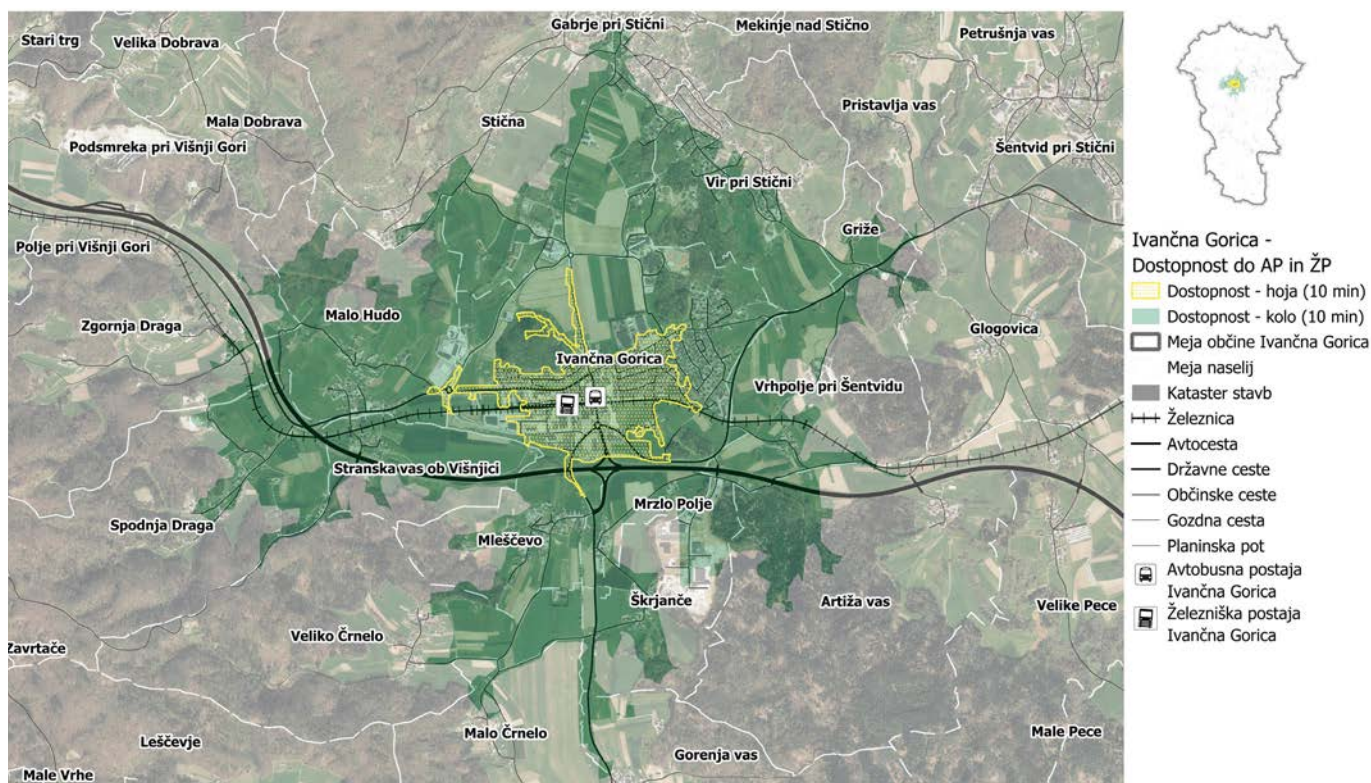 Gabrje pri Stični
Mekinje nad Stično
Stari trg
Velika Dobrava
Petrušnja vas
Pristavlja vas
Mala Dobrava
Stična
Podsmreka pri Višnji Gori
Šentvid pri Stični
Vir pri Stični
Polje pri Višnji Gori
Griže
Malo Hudo
Zgornja Draga
Glogovica
Ivančna Gorica
Vrhpolje pri Šentvidu
Stranska vas ob Višnjici
Mrzlo Polje
Spodnja Draga
Mleščevo
Škrjanče
Artiža vas
Velike Pece
Veliko Črnelo
Zavrtače
Malo Črnelo
Male Pece
Leščevje
Gorenja vas
Male Vrhe
Ivančna Gorica -
Dostopnost do AP in ŽP
Dostopnost - hoja (10 min)
Dostopnost - kolo (10 min)
Meja občine Ivančna Gorica
Meja naselij
Kataster stavb
Železnica
Avtocesta
Državne ceste
Občinske ceste
Gozdna cesta
Planinska pot
Avtobusna postaja
Ivančna Gorica
Železniška postaja
Ivančna Gorica